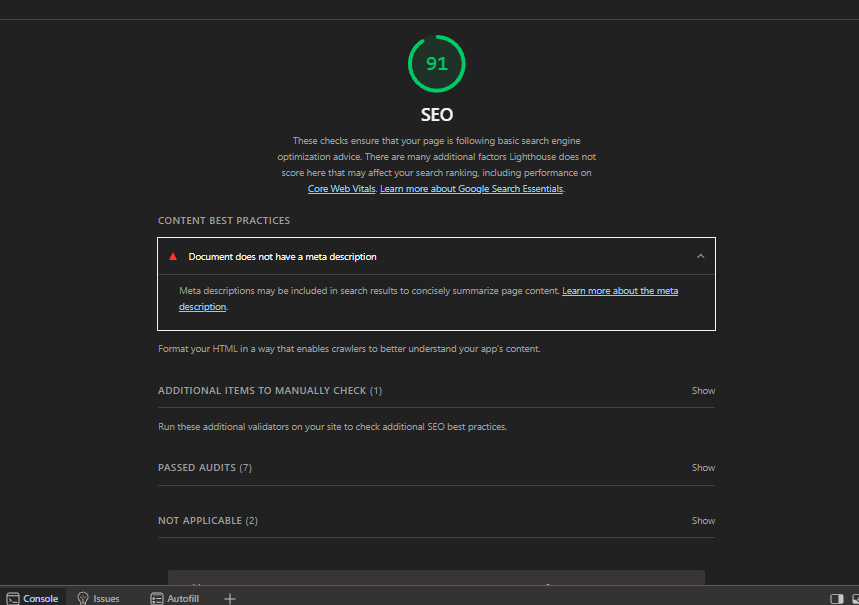 91
SEO
These checks ensure that your page is following basic search engine
optimization advice. There are many additional factors Lighthouse does not
score here that may affect your search ranking, including performance on
Core Web Vitals. Learn more about Google Search Essentials.
CONTENT BEST PRACTICES
Document does not have a meta description
Meta descriptions may be included in search results to concisely summarize page content. Learn more about the meta
description.
Format your HTML in a way that enables crawlers to better understand your app's content.
ADDITIONAL ITEMS TO MANUALLY CHECK (1) Show
Run these additional validators on your site to check additional SEO best practices.
PASSED AUDITS (7) Show
NOT APPLICABLE (2) Show
Console Issues Autofill